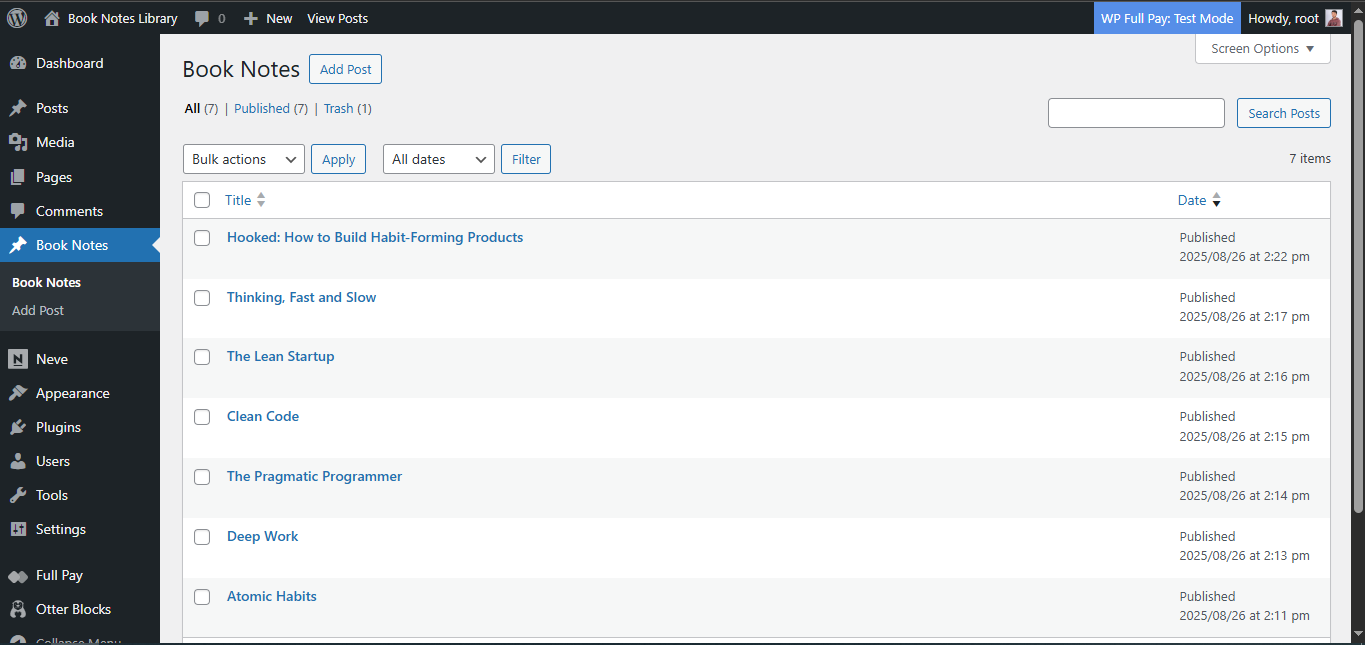 Book Notes Library 0 New View Posts WP Full Pay: Test Mode Howdy, root
Screen Options
Dashboard
Posts
Media
Pages
Comments
Book Notes
Book Notes
Add Post
Neve
Appearance
Plugins
Users
Tools
Settings
Full Pay
Otter Blocks
Collapse Menu
Book Notes Add Post
All (7) | Published (7) | Trash (1)
Search Posts
Bulk actions Apply All dates Filter 7 items
Title Date
Hooked: How to Build Habit-Forming Products Published
2025/08/26 at 2:22 pm
Thinking, Fast and Slow Published
2025/08/26 at 2:17 pm
The Lean Startup Published
2025/08/26 at 2:16 pm
Clean Code Published
2025/08/26 at 2:15 pm
The Pragmatic Programmer Published
2025/08/26 at 2:14 pm
Deep Work Published
2025/08/26 at 2:13 pm
Atomic Habits Published
2025/08/26 at 2:11 pm